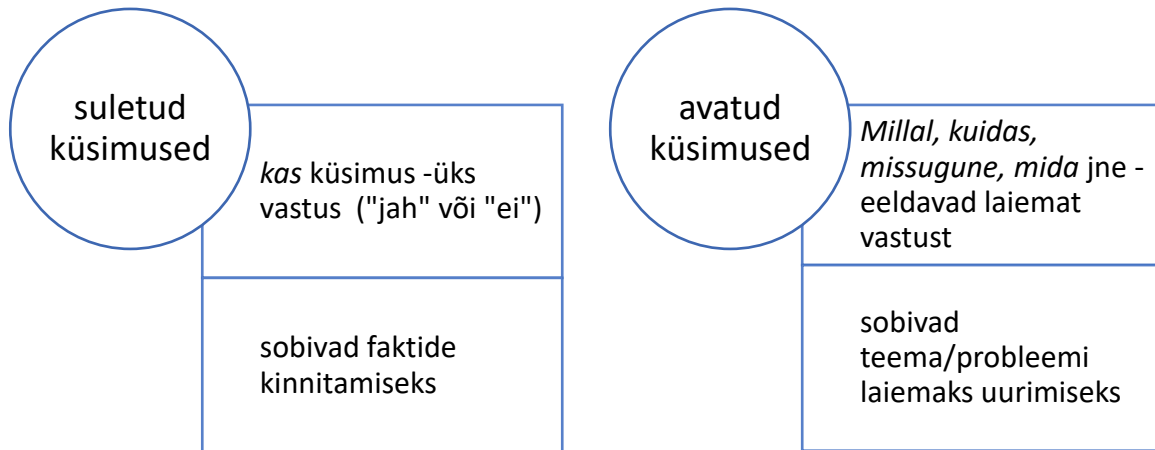 suletud
küsimused
kas küsimus -üks
vastus ("jah" või "ei")
sobivad faktide
kinnitamiseks
avatud
küsimused
Millal, kuidas,
missugune, mida jne -
eeldavad laiemat
vastust
sobivad
teema/probleemi
laiemaks uurimiseks